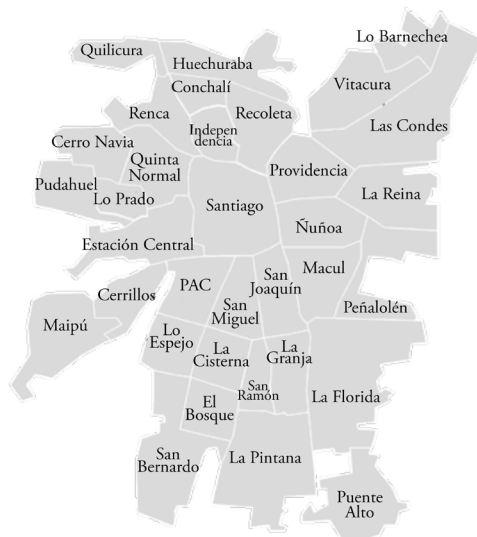 Lo Barnechea
Quilicura
Huechuraba
Conchalí
Vitacura
Renca
Recoleta
Las Condes
Indepen
dencia
Cerro Navia
Quinta
Normal
Providencia
Pudahuel
Lo Prado
La Reina
Santiago
Ñuñoa
Estación Central
Macul
San
Joaquín
PAC
Cerrillos
San
Miguel
Peñalolén
Maipú
Lo
Espejo
La
Cisterna
La
Granja
San
Ramón
La Florida
El
Bosque
San
Bernardo
La Pintana
Puente
Alto